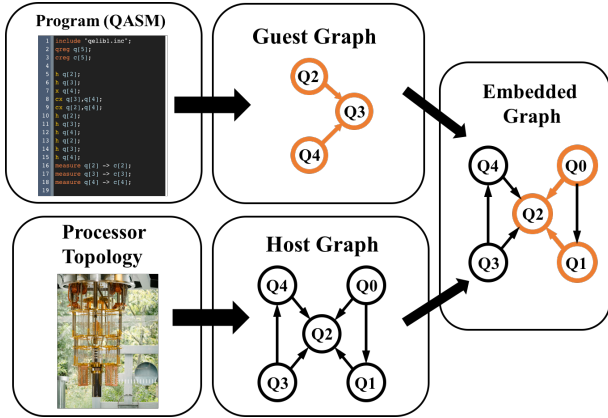 Program (QASM)
1 include "qelib1.inc";
2 qreg q[5];
3 creg c[5];
4
5 h q[2];
6 h q[3];
7 q[4];
8 cx q[3],q[4];
9 cx q[2],q[4];
10 h q[2];
11 h q[3];
12 h q[4];
13 h q[2];
14 h q[3];
15 h q[4];
16 measure q[2] -> c[2];
17 measure q[3] -> c[3];
18 measure q[4] -> c[4];
19
Guest Graph
Q2
Q3
Q4
Processor
Topology
Host Graph
Q4 Q0
Q2
Q3 Q1
Embedded
Graph
Q4 Q0
Q2
Q3 Q1